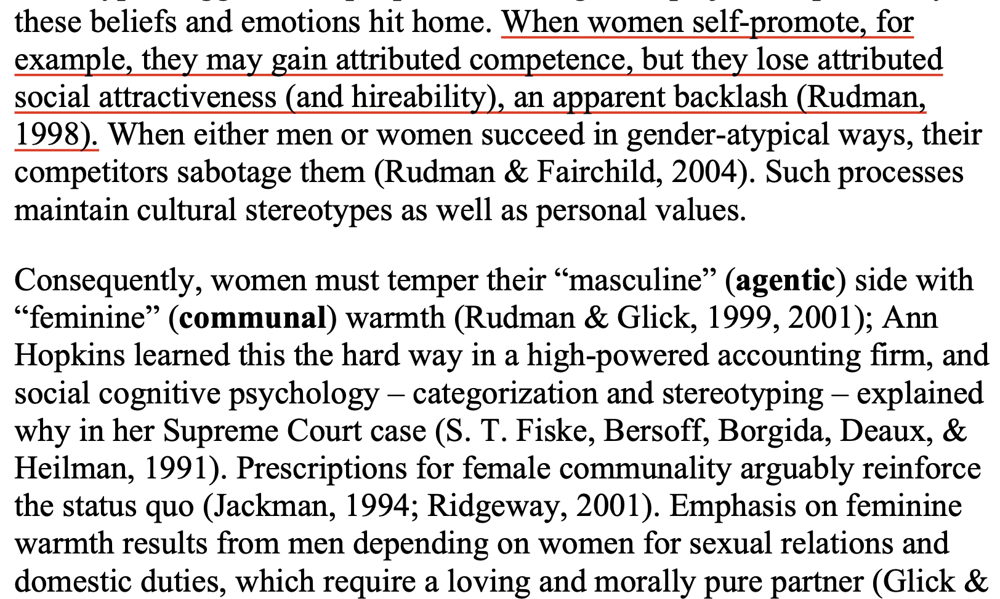 these beliefs and emotions hit home. When women self-promote, for
example, they may gain attributed competence, but they lose attributed
social attractiveness (and hireability), an apparent backlash (Rudman,
1998). When either men or women succeed in gender-atypical ways, their
competitors sabotage them (Rudman & Fairchild, 2004). Such processes
maintain cultural stereotypes as well as personal values.
Consequently, women must temper their “masculine” (agentic) side with
“feminine” (communal) warmth (Rudman & Glick, 1999, 2001); Ann
Hopkins learned this the hard way in a high-powered accounting firm, and
social cognitive psychology – categorization and stereotyping – explained
why in her Supreme Court case (S. T. Fiske, Bersoff, Borgida, Deaux, &
Heilman, 1991). Prescriptions for female communality arguably reinforce
the status quo (Jackman, 1994; Ridgeway, 2001). Emphasis on feminine
warmth results from men depending on women for sexual relations and
domestic duties, which require a loving and morally pure partner (Glick &